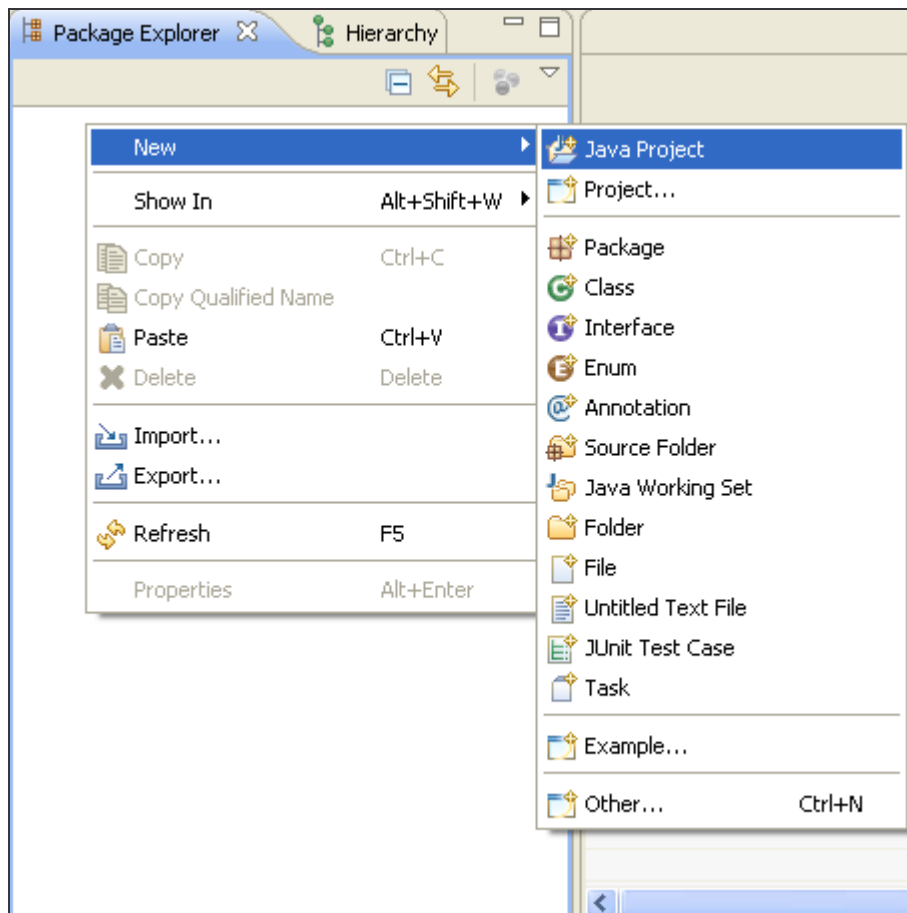 Package Explorer Hierarchy
New
Show In Alt+Shift+W
Copy Ctrl+C
Copy Qualified Name
Paste Ctrl+V
Delete Delete
Import...
Export...
Refresh F5
Properties Alt+Enter
Java Project
Project...
Package
Class
Interface
Enum
Annotation
Source Folder
Java Working Set
Folder
File
Untitled Text File
JUnit Test Case
Task
Example...
Other... Ctrl+N